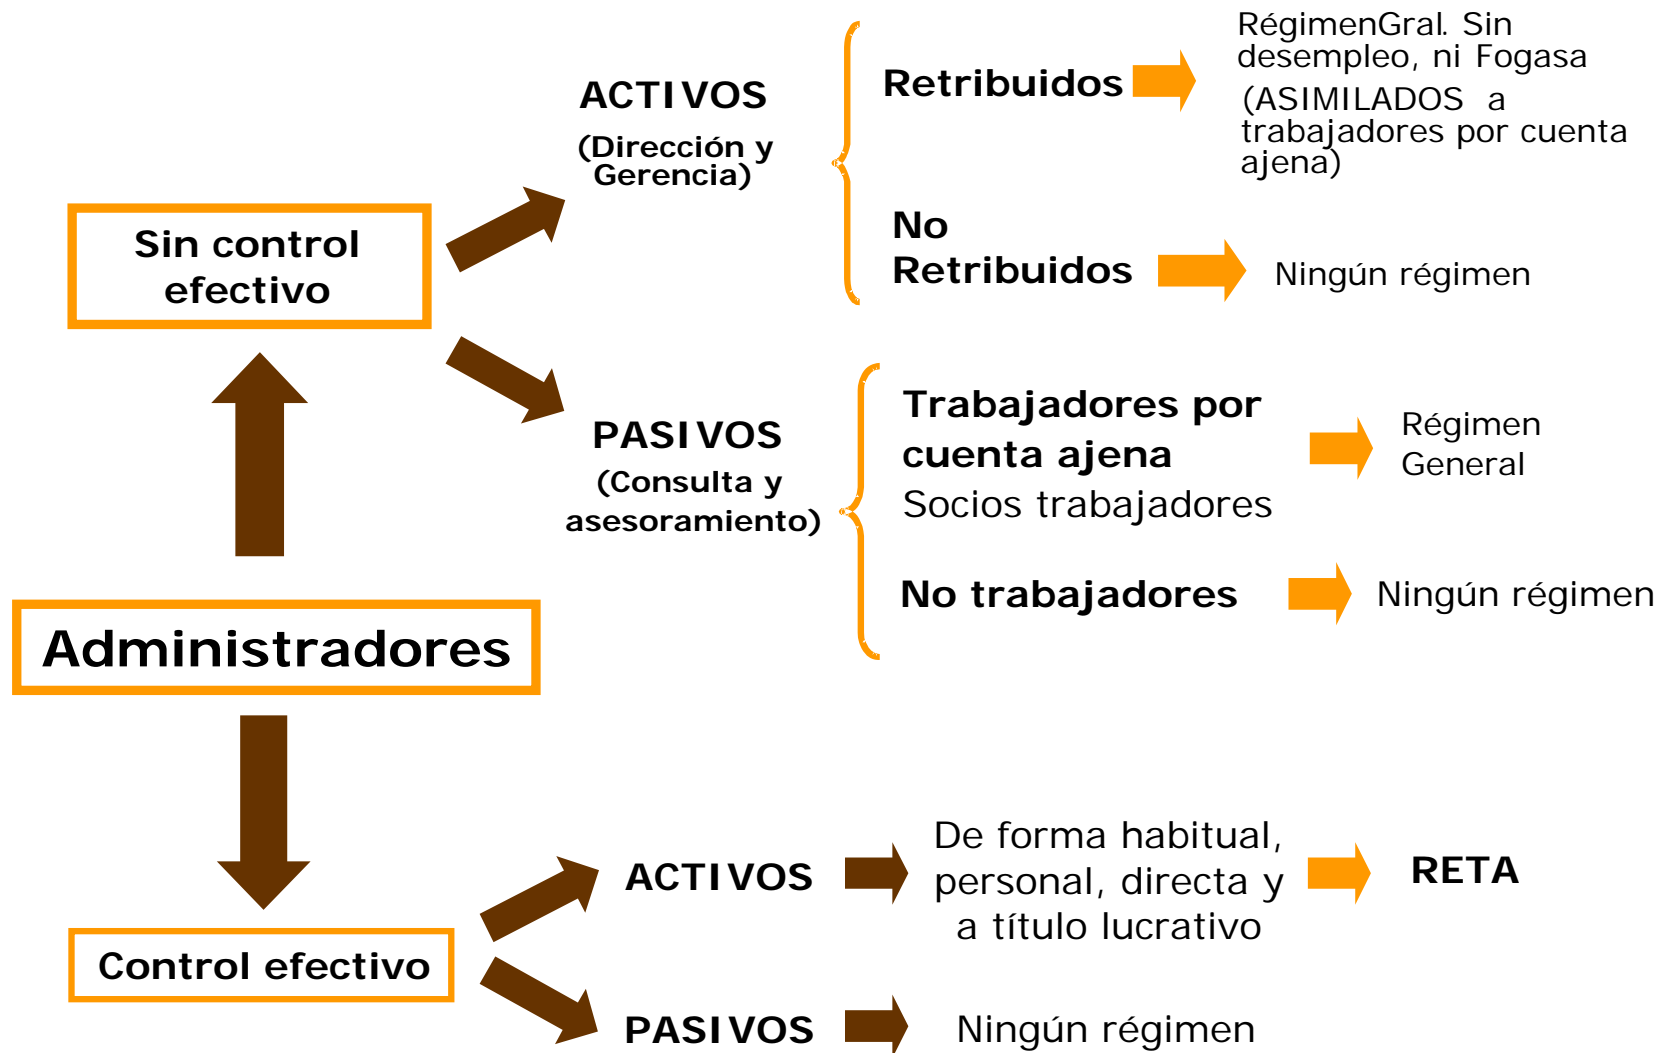 RégimenGral. Sin
desempleo, ni Fogasa
(ASIMILADOS a
trabajadores por cuenta
ajena)
Retribuidos
ACTIVOS
(Dirección y
Gerencia)
No
Retribuidos
Ningún régimen
Sin control
efectivo
PASIVOS
(Consulta y
asesoramiento)
Trabajadores por
cuenta ajena
Socios trabajadores
Régimen
General
No trabajadores
Ningún régimen
Administradores
Control efectivo
ACTIVOS
De forma habitual,
personal, directa y
a título lucrativo
RETA
PASIVOS
Ningún régimen